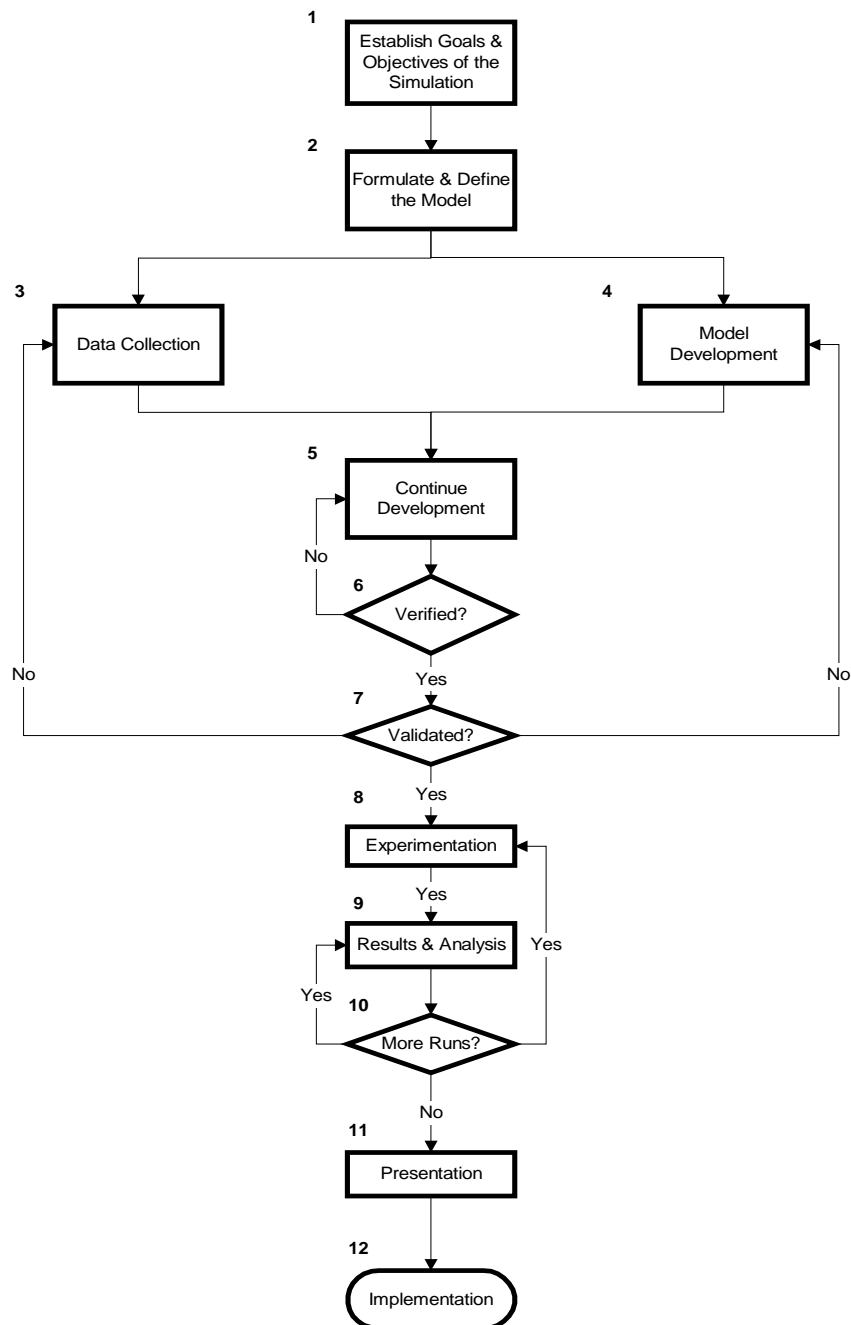 1
Establish Goals &
Objectives of the
Simulation
2
Formulate & Define
the Model
3
Data Collection
4
Model
Development
5
Continue
Development
No
6
Verified?
Yes
No
No
7
Validated?
Yes
8
Experimentation
Yes
9
Results & Analysis
Yes
Yes
10
More Runs?
No
11
Presentation
12
Implementation